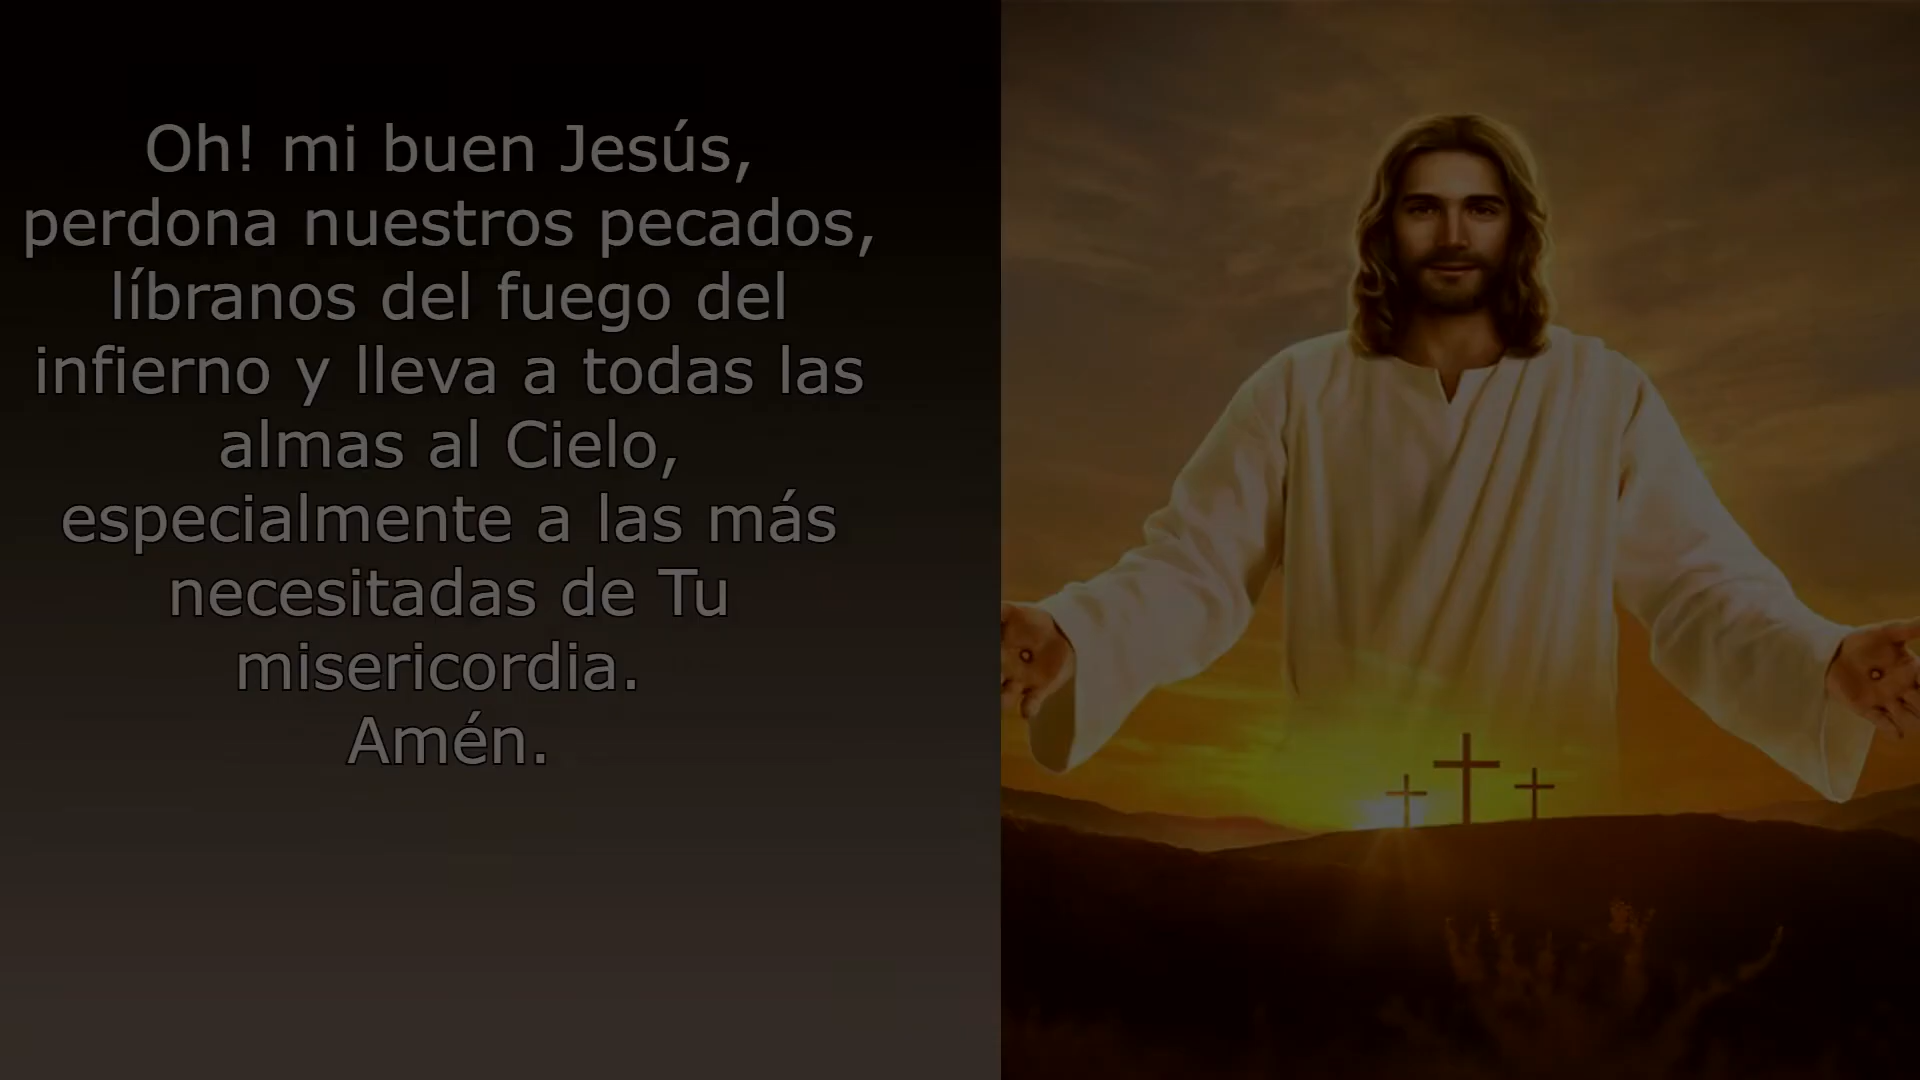 Oh! mi buen Jesús,
perdona nuestros pecados,
líbranos del fuego del
infierno y lleva a todas las
almas al Cielo,
especialmente a las más
necesitadas de Tu
misericordia.
Amén.